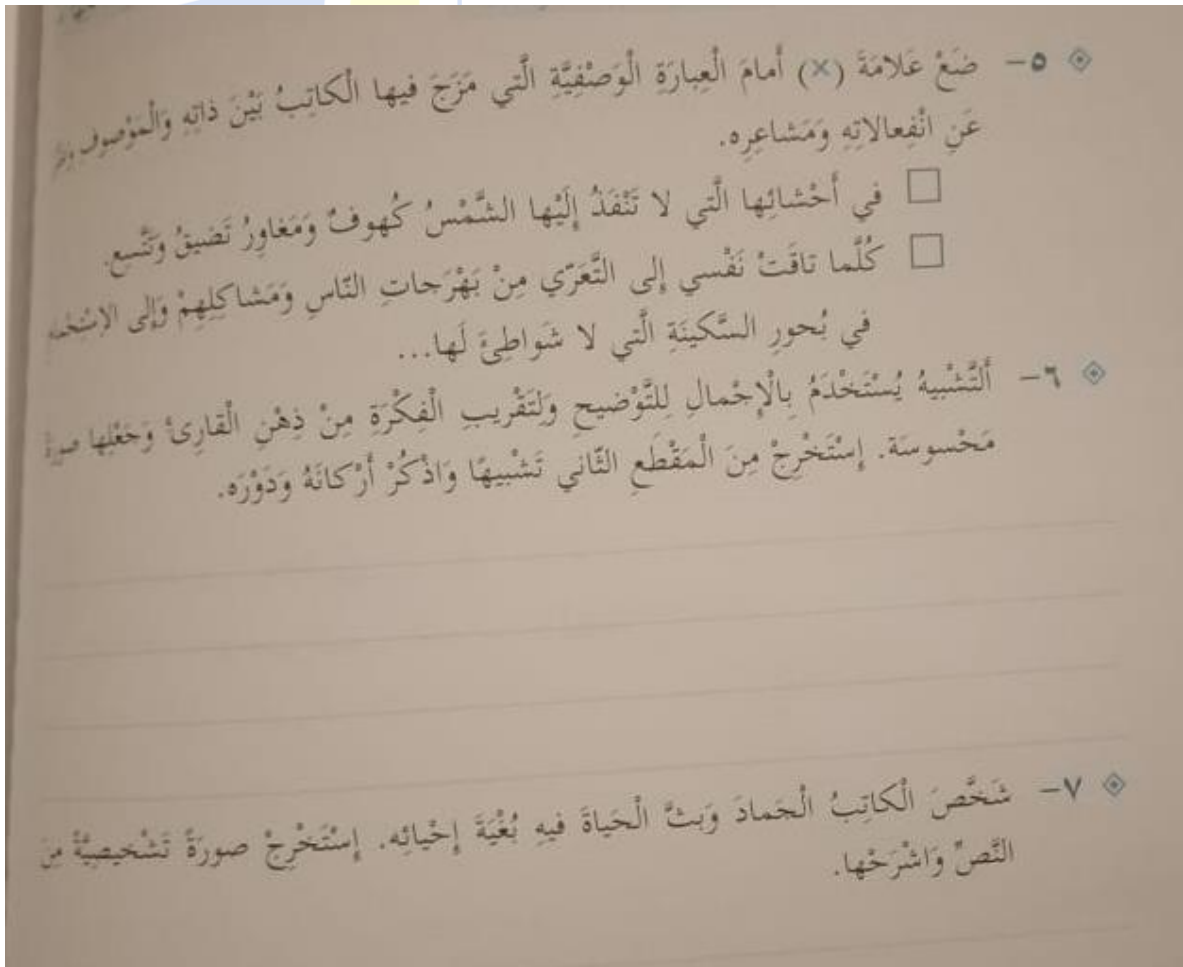 ٥- ضَعْ عَلامَةَ (×) أَمامَ الْعِبارَةِ الْوَصْفِيَّةِ الَّتي مَزَجَ فيها الْكاتِبُ بَيْنَ ذاتِهِ وَالْمَوْصوفِ
عَنِ انْفِعالاتِهِ وَمَشاعِرِه.
في أَحْشائِها الَّتي لا تَنْفَذُ إِلَيْها الشَّمْسُ كُهوفٌ وَمَغاوِرُ تَضيقُ وَتَتَّسِع.
كُلَّما تاقَتْ نَفْسي إِلى التَّعَرّي مِنْ بَهْرَجاتِ النّاسِ وَمَشاكِلِهِمْ وَإِلى
في بُحورِ السَّكينَةِ الَّتي لا شَواطِئَ لَها...
٦- أَلتَّشْبيهُ يُسْتَخْدَمُ بِالْإِجْمالِ لِلتَّوْضيحِ وَلِتَقْريبِ الْفِكْرَةِ مِنْ ذِهْنِ الْقارِئ وَجَعْلِها صورَةً
مَحْسوسَة. إِسْتَخْرِجْ مِنَ الْمَقْطَعِ الثّاني تَشْبيهًا وَاذْكُرْ أَرْكانَهُ وَدَوْرَه.
٧- شَخَّصَ الْكاتِبُ الْجَمادَ وَبَثَّ الْحَياةَ فيهِ بُغْيَةَ إِحْيائِه. إِسْتَخْرِجْ صورَةً تَشْخيصِيَّةً مِنَ
النَّصِّ وَاشْرَحْها.